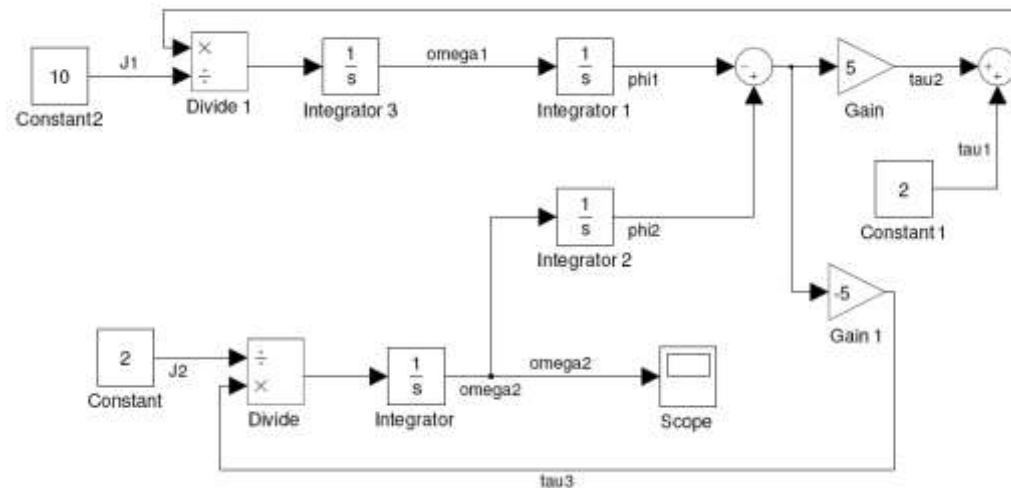 10
Constant2
J1
×
÷
Divide 1
1
s
Integrator 3
omega1
1
s
Integrator 1
phi1
−
+
5
Gain
tau2
+
+
tau1
2
Constant 1
1
s
Integrator 2
phi2
-5
Gain 1
2
Constant
J2
÷
×
Divide
1
s
Integrator
omega2
omega2
Scope
tau3